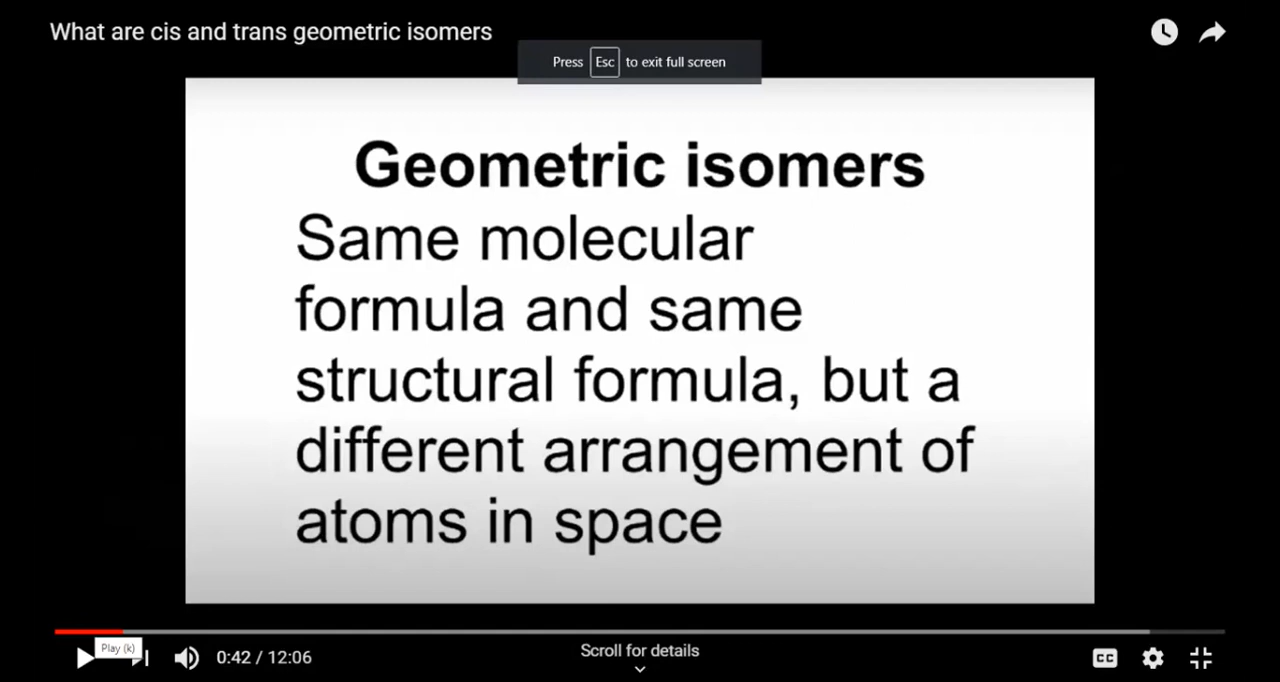 What are cis and trans geometric isomers
Press Esc to exit full screen
Geometric isomers
Same molecular
formula and same
structural formula, but a
different arrangement of
atoms in space
Play (k)
0:42 / 12:06
Scroll for details
CC